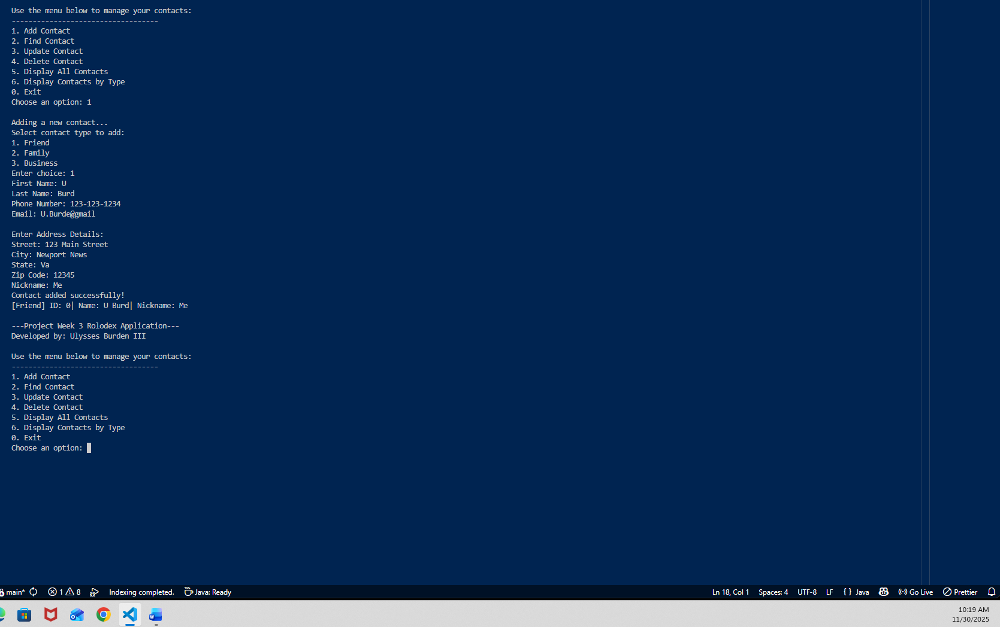 Use the menu below to manage your contacts:
-----------------------------------
1. Add Contact
2. Find Contact
3. Update Contact
4. Delete Contact
5. Display All Contacts
6. Display Contacts by Type
0. Exit
Choose an option: 1
Adding a new contact...
Select contact type to add:
1. Friend
2. Family
3. Business
Enter choice: 1
First Name: U
Last Name: Burd
Phone Number: 123-123-1234
Email: U.Burde@gmail
Enter Address Details:
Street: 123 Main Street
City: Newport News
State: Va
Zip Code: 12345
Nickname: Me
Contact added successfully!
[Friend] ID: 0| Name: U Burd| Nickname: Me
---Project Week 3 Rolodex Application---
Developed by: Ulysses Burden III
Use the menu below to manage your contacts:
-----------------------------------
1. Add Contact
2. Find Contact
3. Update Contact
4. Delete Contact
5. Display All Contacts
6. Display Contacts by Type
0. Exit
Choose an option:
main* 1 8 Indexing completed. Java: Ready Ln 18, Col 1 Spaces: 4 UTF-8 LF { } Java Go Live Prettier
10:19 AM
11/30/2025